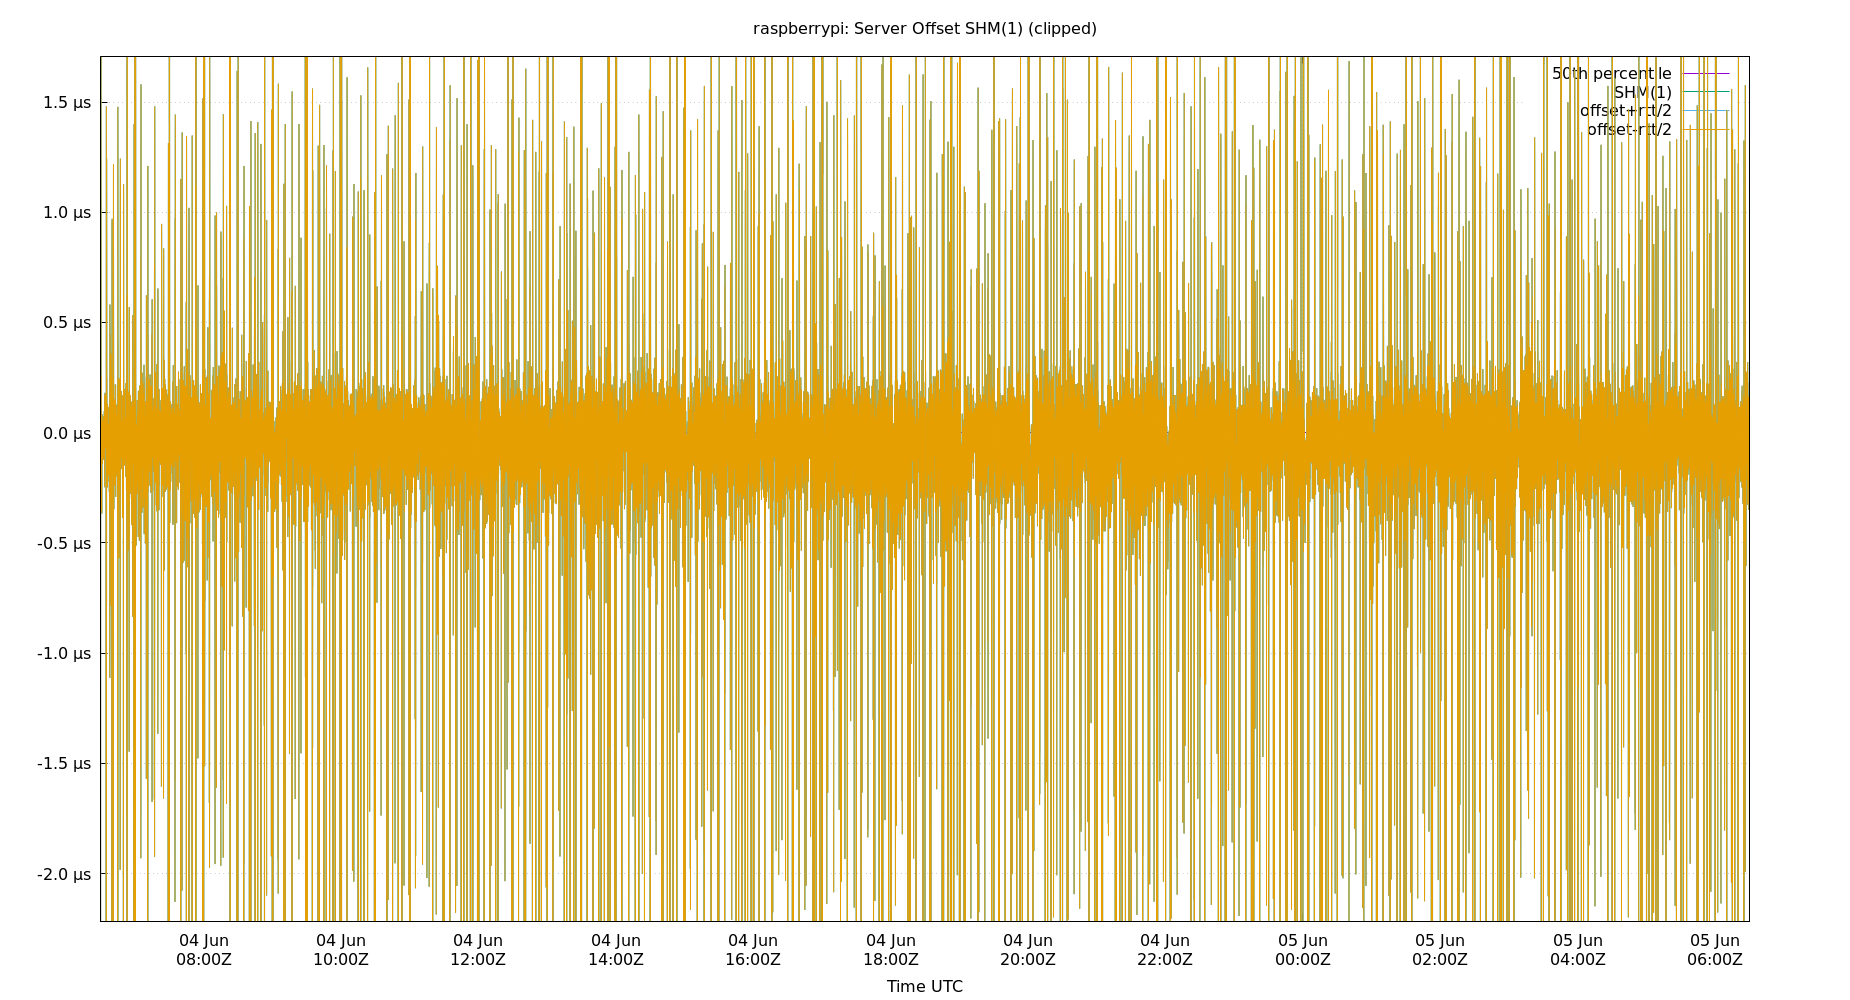 raspberrypi: Server Offset SHM(1) (clipped)
50th percentile
SHM(1)
offset+rtt/2
offset-rtt/2
1.5 µs
1.0 µs
0.5 µs
0.0 µs
-0.5 µs
-1.0 µs
-1.5 µs
-2.0 µs
04 Jun 04 Jun 04 Jun 04 Jun 04 Jun 04 Jun 04 Jun 04 Jun 05 Jun 05 Jun 05 Jun 05 Jun
08:00Z 10:00Z 12:00Z 14:00Z 16:00Z 18:00Z 20:00Z 22:00Z 00:00Z 02:00Z 04:00Z 06:00Z
Time UTC